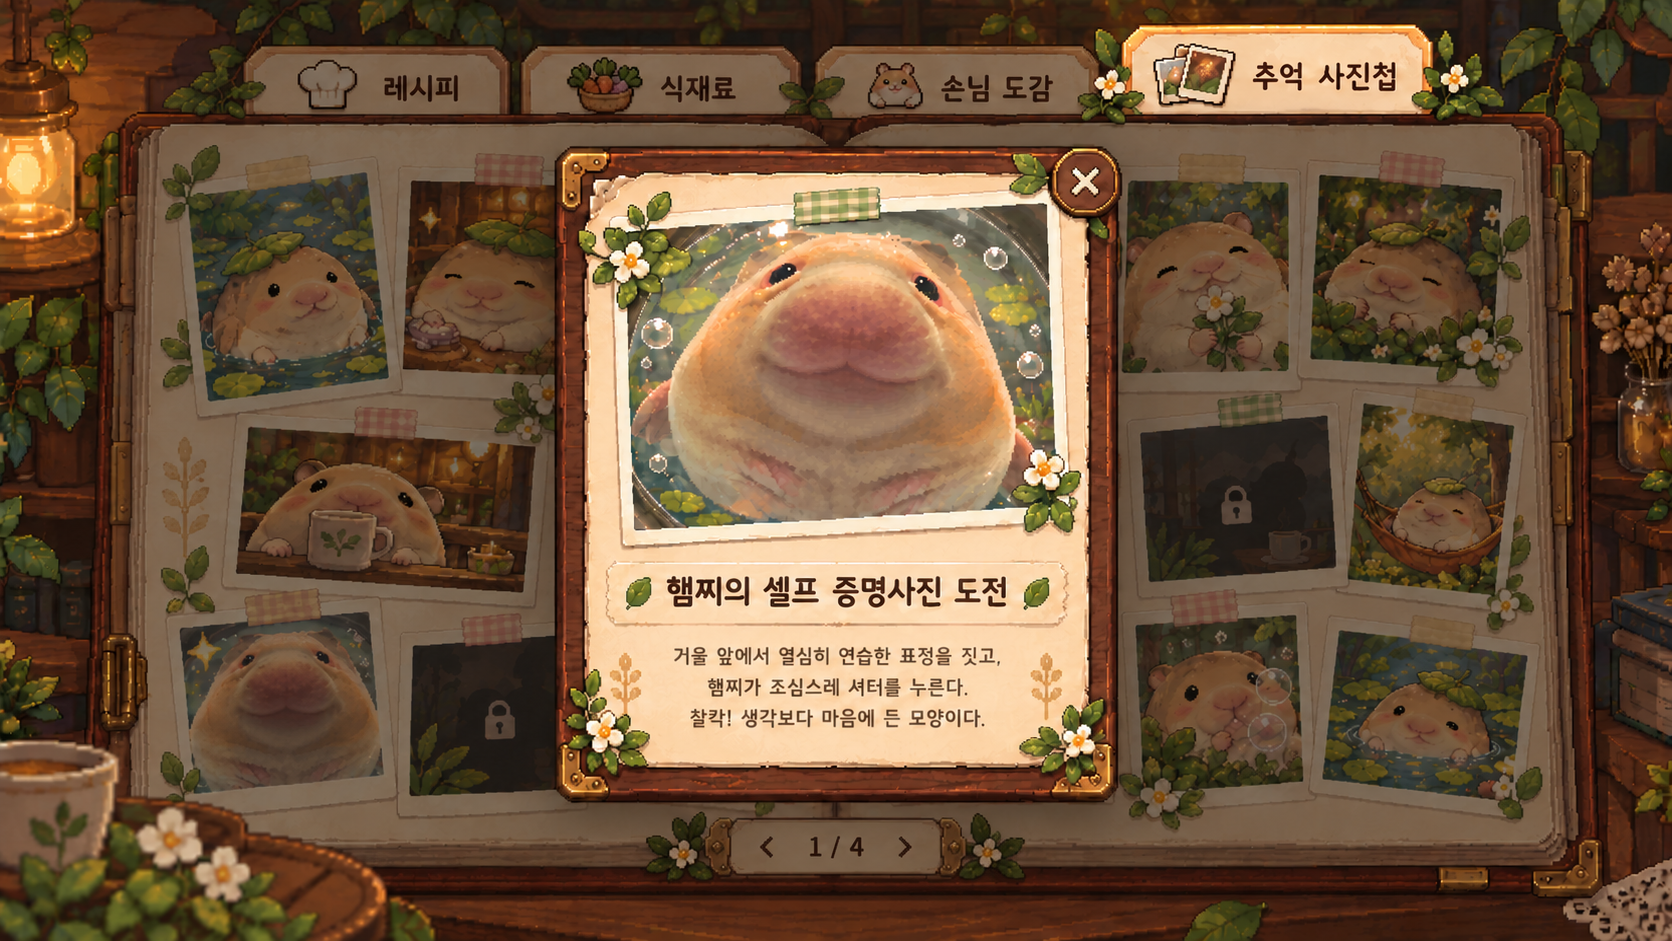 레시피
식재료
손님 도감
추억 사진첩
햄찌의 셀프 증명사진 도전
거울 앞에서 열심히 연습한 표정을 짓고,
햄찌가 조심스레 셔터를 누른다.
찰칵! 생각보다 마음에 든 모양이다.
1 / 4